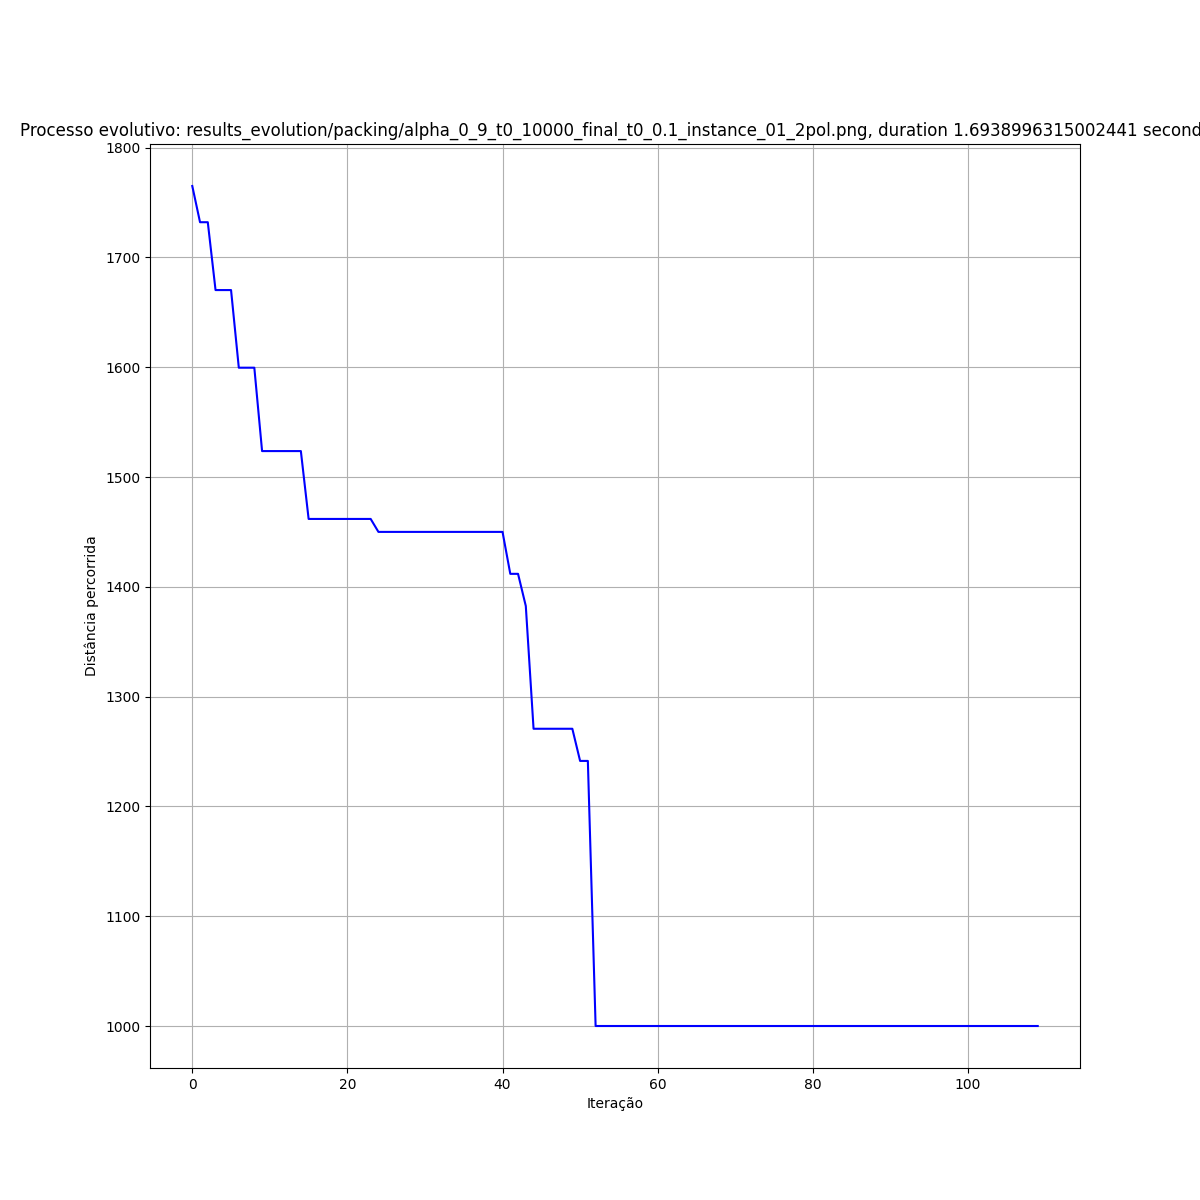 Processo evolutivo: results_evolution/packing/alpha_0_9_t0_10000_final_t0_0.1_instance_01_2pol.png, duration 1.6938996315002441 second
1800
1700
1600
1500
1400
1300
1200
1100
1000
Distância percorrida
0 20 40 60 80 100
Iteração